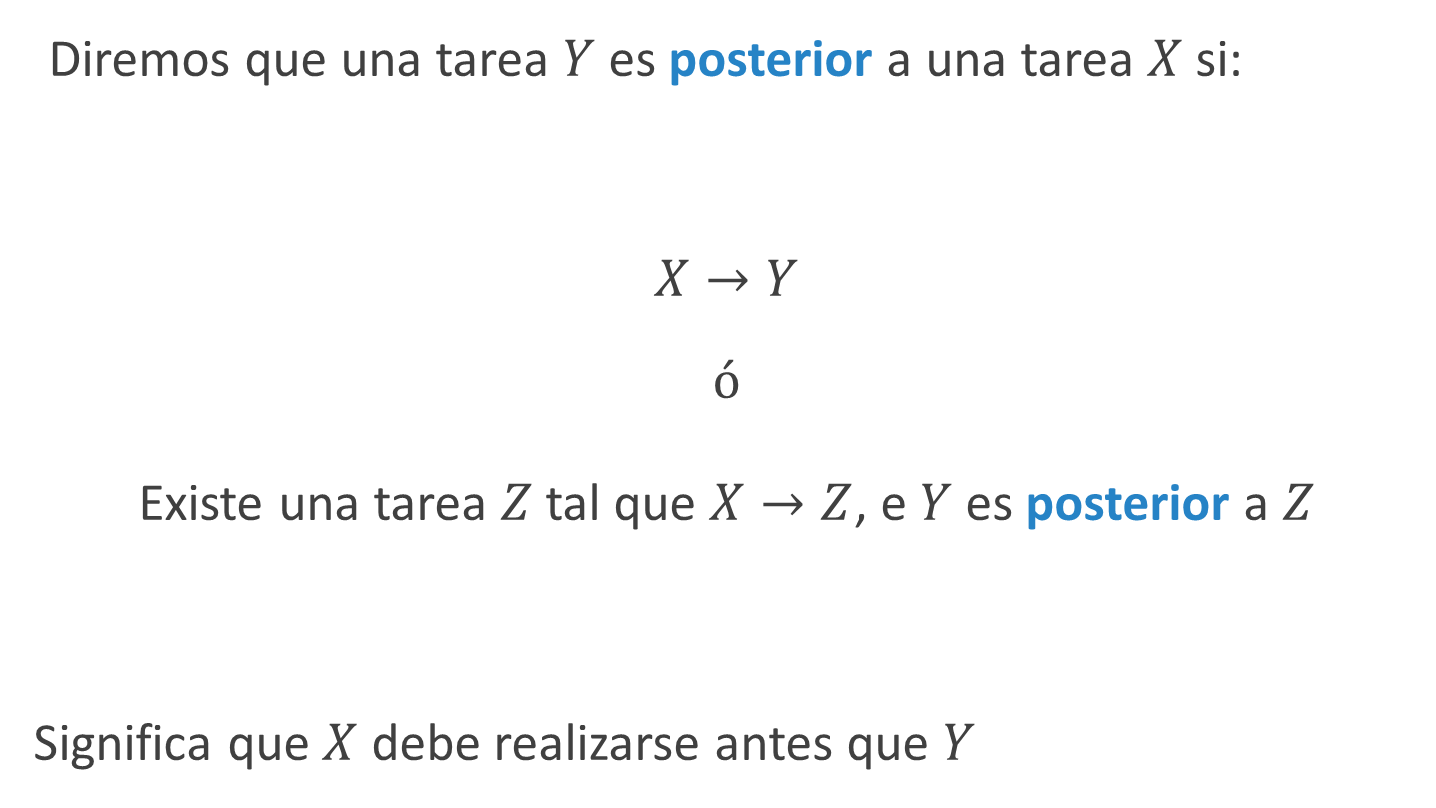 Diremos que una tarea Y es posterior a una tarea X si:
X → Y
ó
Existe una tarea Z tal que X → Z, e Y es posterior a Z
Significa que X debe realizarse antes que Y